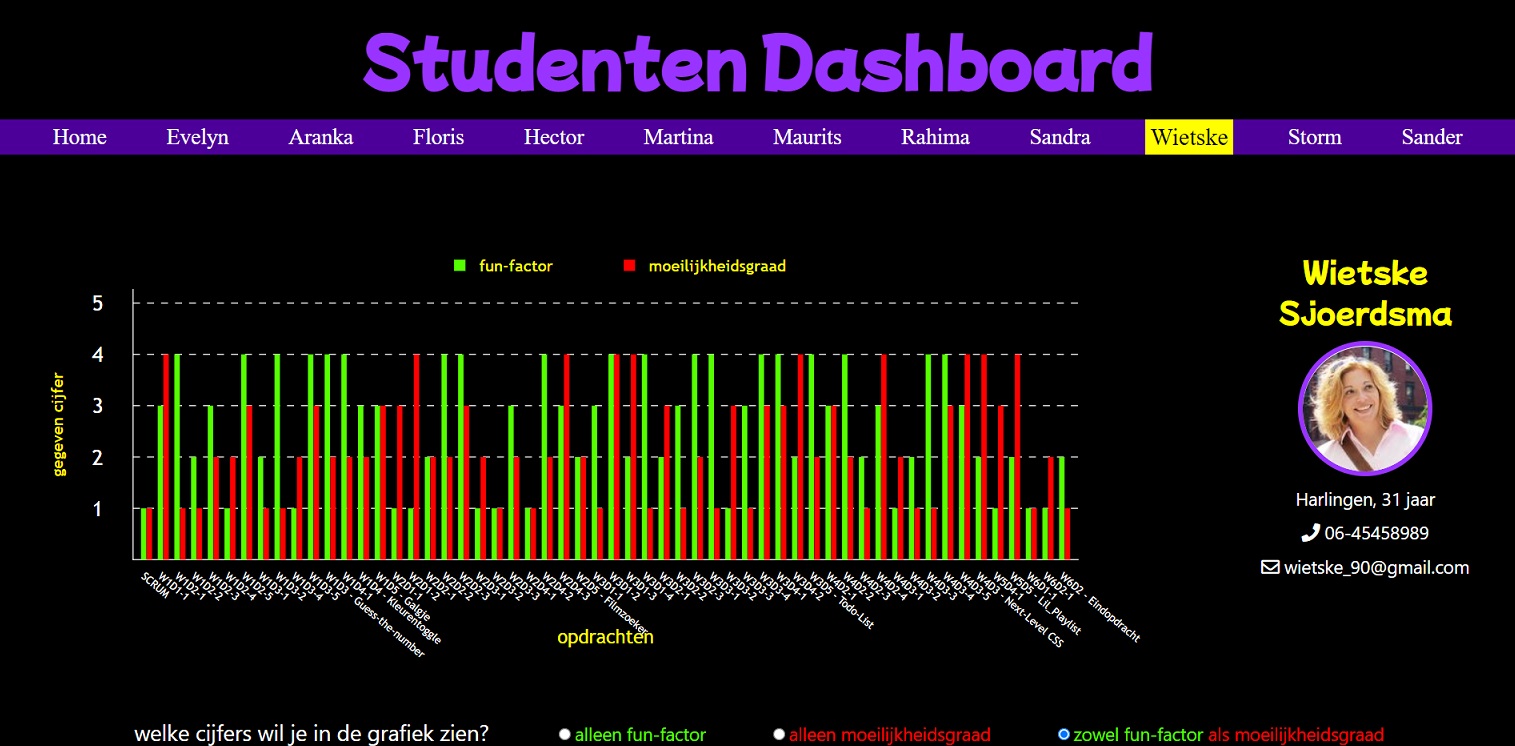 Studenten Dashboard
Home Evelyn Aranka Floris Hector Martina Maurits Rahima Sandra Wietske Storm Sander
fun-factor moeilijkheidsgraad
5
4
3
2
1
gegeven cijfer
SCRUM
W1D1-1
W1D2-1
W1D2-2
W1D2-3
W1D2-4
W1D2-5
W1D3-1
W1D3-2
W1D3-4
W1D3-5
W1D3 - Guess-the-number
W1D4-1
W1D4 - Kleurentoggle
W1D5 - Galgje
W2D1-1
W2D1-2
W2D2-1
W2D2-2
W2D2-3
W2D3-1
W2D3-2
W2D3-3
W2D4-1
W2D4-2
W2D4-3
W2D5 - Filmzoeker
W3D1-1
W3D1-2
W3D1-3
W3D1-4
W3D2-1
W3D2-2
W3D2-3
W3D3-1
W3D3-2
W3D3-3
W3D3-4
W3D4-1
W3D4-2
W3D5 - Todo-List
W4D2-1
W4D2-2
W4D2-3
W4D2-4
W4D3-1
W4D3-2
W4D3-3
W4D3-4
W4D3-5
W4D3 - Next-Level CSS
W5D4-1
W5D5 - Lil_Playlist
W6D1-1
W6D2-1
W6D2 - Eindopdracht
opdrachten
Wietske
Sjoerdsma
Harlingen, 31 jaar
06-45458989
wietske_90@gmail.com
welke cijfers wil je in de grafiek zien? alleen fun-factor alleen moeilijkheidsgraad zowel fun-factor als moeilijkheidsgraad